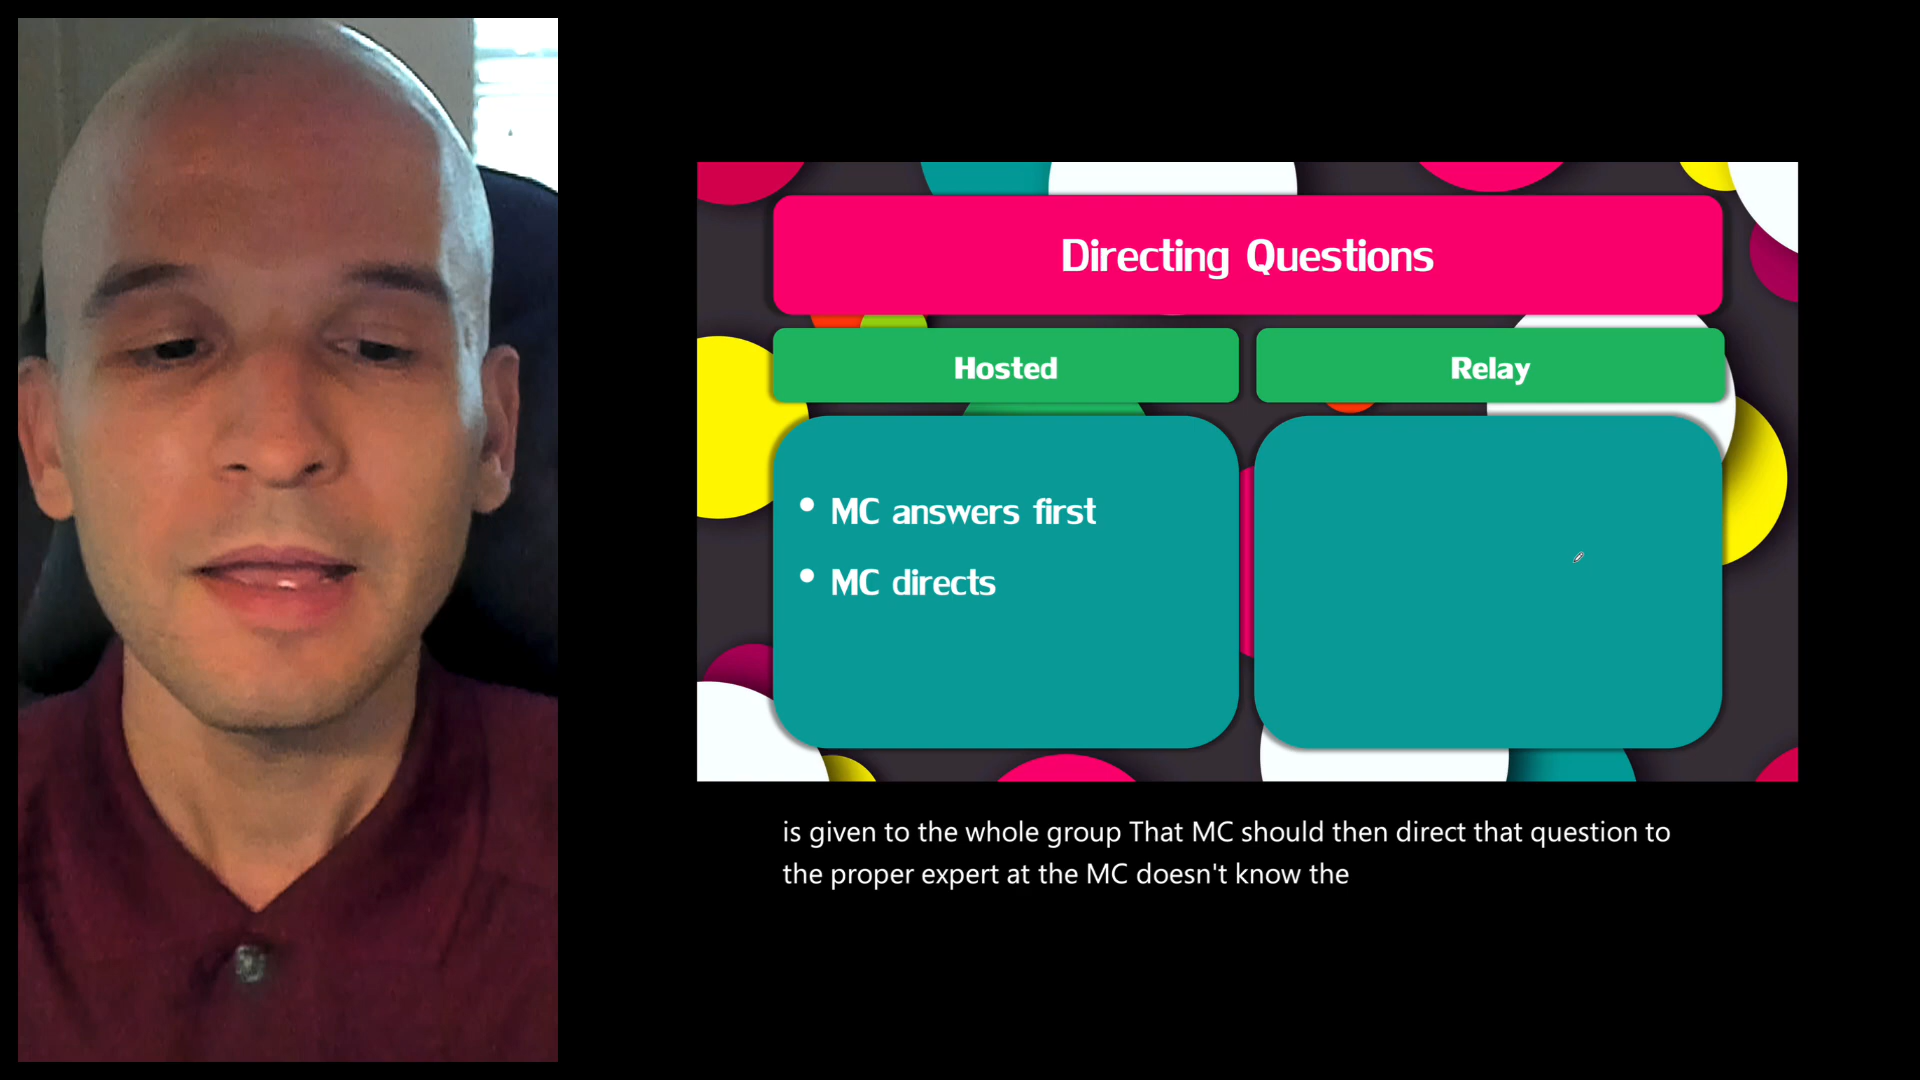 Directing Questions
Hosted
Relay
• MC answers first
• MC directs
is given to the whole group That MC should then direct that question to
the proper expert at the MC doesn't know the